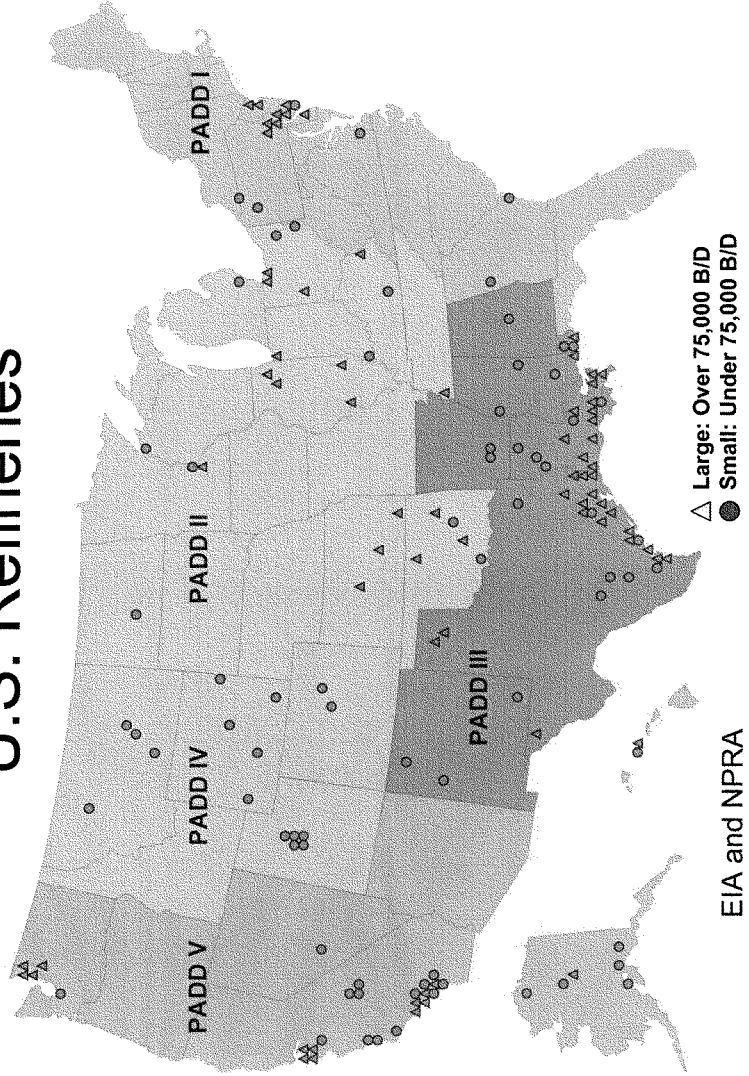 U.S. Refineries
PADD V
PADD IV
PADD II
PADD I
PADD III
Large: Over 75,000 B/D
Small: Under 75,000 B/D
EIA and NPRA